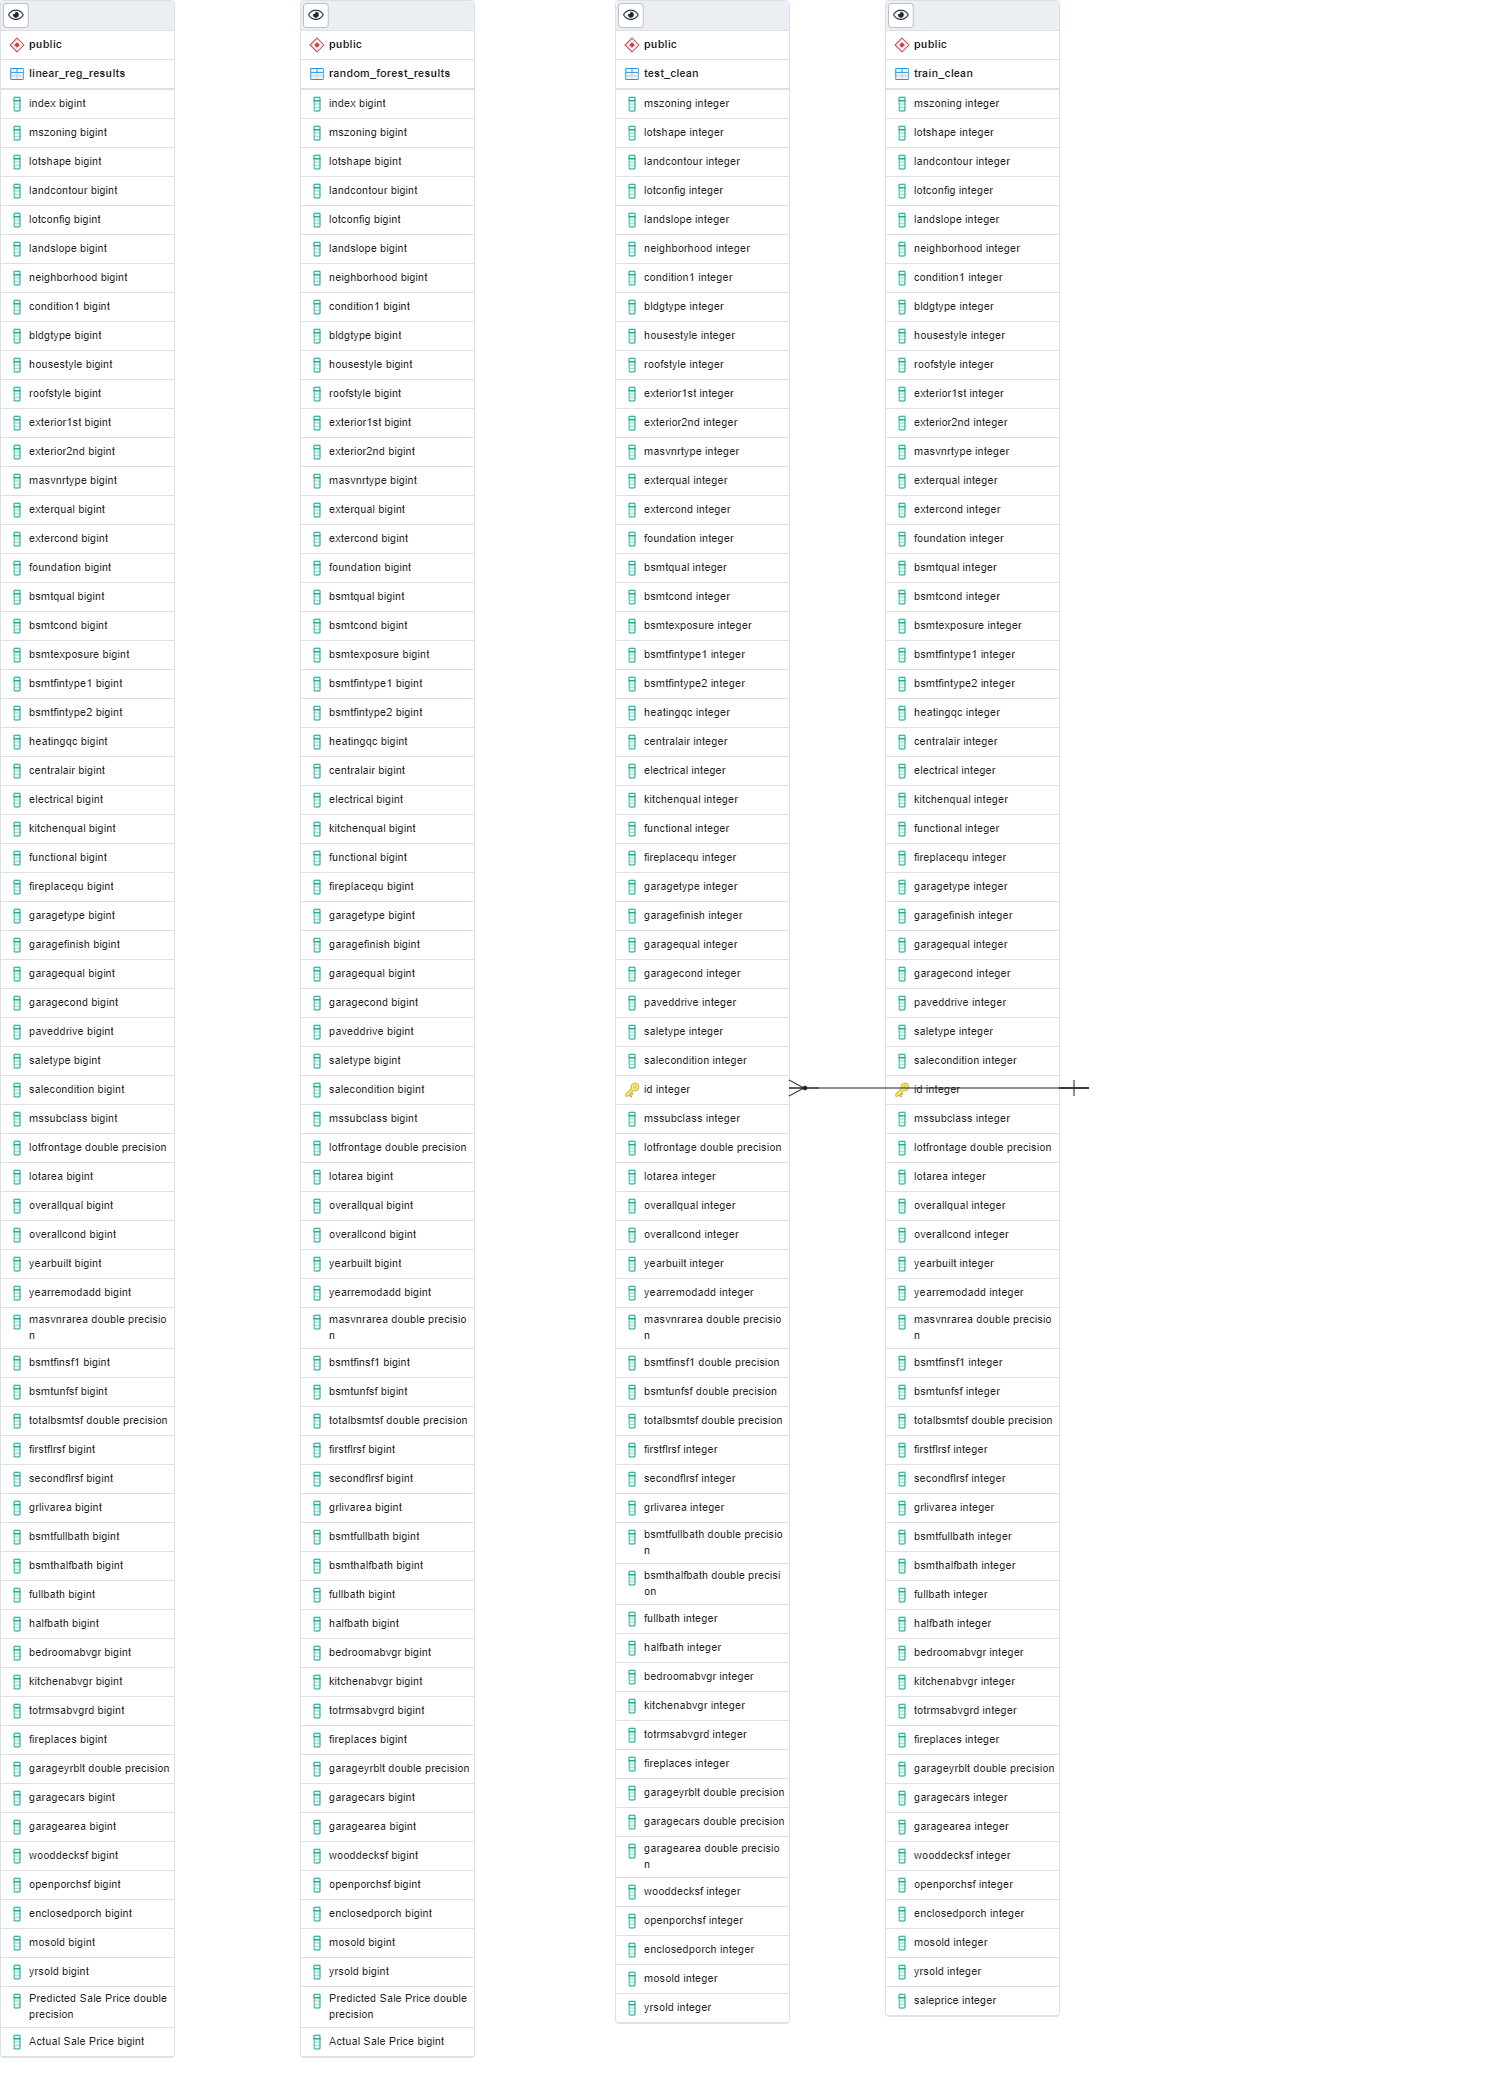 public
linear_reg_results
index bigint
mszoning bigint
lotshape bigint
landcontour bigint
lotconfig bigint
landslope bigint
neighborhood bigint
condition1 bigint
bldgtype bigint
housestyle bigint
roofstyle bigint
exterior1st bigint
exterior2nd bigint
masvnrtype bigint
exterqual bigint
extercond bigint
foundation bigint
bsmtqual bigint
bsmtcond bigint
bsmtexposure bigint
bsmtfintype1 bigint
bsmtfintype2 bigint
heatingqc bigint
centralair bigint
electrical bigint
kitchenqual bigint
functional bigint
fireplacequ bigint
garagetype bigint
garagefinish bigint
garagequal bigint
garagecond bigint
paveddrive bigint
saletype bigint
salecondition bigint
mssubclass bigint
lotfrontage double precision
lotarea bigint
overallqual bigint
overallcond bigint
yearbuilt bigint
yearremodadd bigint
masvnrarea double precisio
n
bsmtfinsf1 bigint
bsmtunfsf bigint
totalbsmtsf double precision
firstflrsf bigint
secondflrsf bigint
grlivarea bigint
bsmtfullbath bigint
bsmthalfbath bigint
fullbath bigint
halfbath bigint
bedroomabvgr bigint
kitchenabvgr bigint
totrmsabvgrd bigint
fireplaces bigint
garageyrblt double precision
garagecars bigint
garagearea bigint
wooddecksf bigint
openporchsf bigint
enclosedporch bigint
mosold bigint
yrsold bigint
Predicted Sale Price double
precision
Actual Sale Price bigint
public
random_forest_results
index bigint
mszoning bigint
lotshape bigint
landcontour bigint
lotconfig bigint
landslope bigint
neighborhood bigint
condition1 bigint
bldgtype bigint
housestyle bigint
roofstyle bigint
exterior1st bigint
exterior2nd bigint
masvnrtype bigint
exterqual bigint
extercond bigint
foundation bigint
bsmtqual bigint
bsmtcond bigint
bsmtexposure bigint
bsmtfintype1 bigint
bsmtfintype2 bigint
heatingqc bigint
centralair bigint
electrical bigint
kitchenqual bigint
functional bigint
fireplacequ bigint
garagetype bigint
garagefinish bigint
garagequal bigint
garagecond bigint
paveddrive bigint
saletype bigint
salecondition bigint
mssubclass bigint
lotfrontage double precision
lotarea bigint
overallqual bigint
overallcond bigint
yearbuilt bigint
yearremodadd bigint
masvnrarea double precisio
n
bsmtfinsf1 bigint
bsmtunfsf bigint
totalbsmtsf double precision
firstflrsf bigint
secondflrsf bigint
grlivarea bigint
bsmtfullbath bigint
bsmthalfbath bigint
fullbath bigint
halfbath bigint
bedroomabvgr bigint
kitchenabvgr bigint
totrmsabvgrd bigint
fireplaces bigint
garageyrblt double precision
garagecars bigint
garagearea bigint
wooddecksf bigint
openporchsf bigint
enclosedporch bigint
mosold bigint
yrsold bigint
Predicted Sale Price double
precision
Actual Sale Price bigint
public
test_clean
mszoning integer
lotshape integer
landcontour integer
lotconfig integer
landslope integer
neighborhood integer
condition1 integer
bldgtype integer
housestyle integer
roofstyle integer
exterior1st integer
exterior2nd integer
masvnrtype integer
exterqual integer
extercond integer
foundation integer
bsmtqual integer
bsmtcond integer
bsmtexposure integer
bsmtfintype1 integer
bsmtfintype2 integer
heatingqc integer
centralair integer
electrical integer
kitchenqual integer
functional integer
fireplacequ integer
garagetype integer
garagefinish integer
garagequal integer
garagecond integer
paveddrive integer
saletype integer
salecondition integer
id integer
mssubclass integer
lotfrontage double precision
lotarea integer
overallqual integer
overallcond integer
yearbuilt integer
yearremodadd integer
masvnrarea double precisio
n
bsmtfinsf1 double precision
bsmtunfsf double precision
totalbsmtsf double precision
firstflrsf integer
secondflrsf integer
grlivarea integer
bsmtfullbath double precisio
n
bsmthalfbath double precisi
on
fullbath integer
halfbath integer
bedroomabvgr integer
kitchenabvgr integer
totrmsabvgrd integer
fireplaces integer
garageyrblt double precision
garagecars double precision
garagearea double precisio
n
wooddecksf integer
openporchsf integer
enclosedporch integer
mosold integer
yrsold integer
public
train_clean
mszoning integer
lotshape integer
landcontour integer
lotconfig integer
landslope integer
neighborhood integer
condition1 integer
bldgtype integer
housestyle integer
roofstyle integer
exterior1st integer
exterior2nd integer
masvnrtype integer
exterqual integer
extercond integer
foundation integer
bsmtqual integer
bsmtcond integer
bsmtexposure integer
bsmtfintype1 integer
bsmtfintype2 integer
heatingqc integer
centralair integer
electrical integer
kitchenqual integer
functional integer
fireplacequ integer
garagetype integer
garagefinish integer
garagequal integer
garagecond integer
paveddrive integer
saletype integer
salecondition integer
id integer
mssubclass integer
lotfrontage double precision
lotarea integer
overallqual integer
overallcond integer
yearbuilt integer
yearremodadd integer
masvnrarea double precisio
n
bsmtfinsf1 integer
bsmtunfsf integer
totalbsmtsf double precision
firstflrsf integer
secondflrsf integer
grlivarea integer
bsmtfullbath integer
bsmthalfbath integer
fullbath integer
halfbath integer
bedroomabvgr integer
kitchenabvgr integer
totrmsabvgrd integer
fireplaces integer
garageyrblt double precision
garagecars integer
garagearea integer
wooddecksf integer
openporchsf integer
enclosedporch integer
mosold integer
yrsold integer
saleprice integer